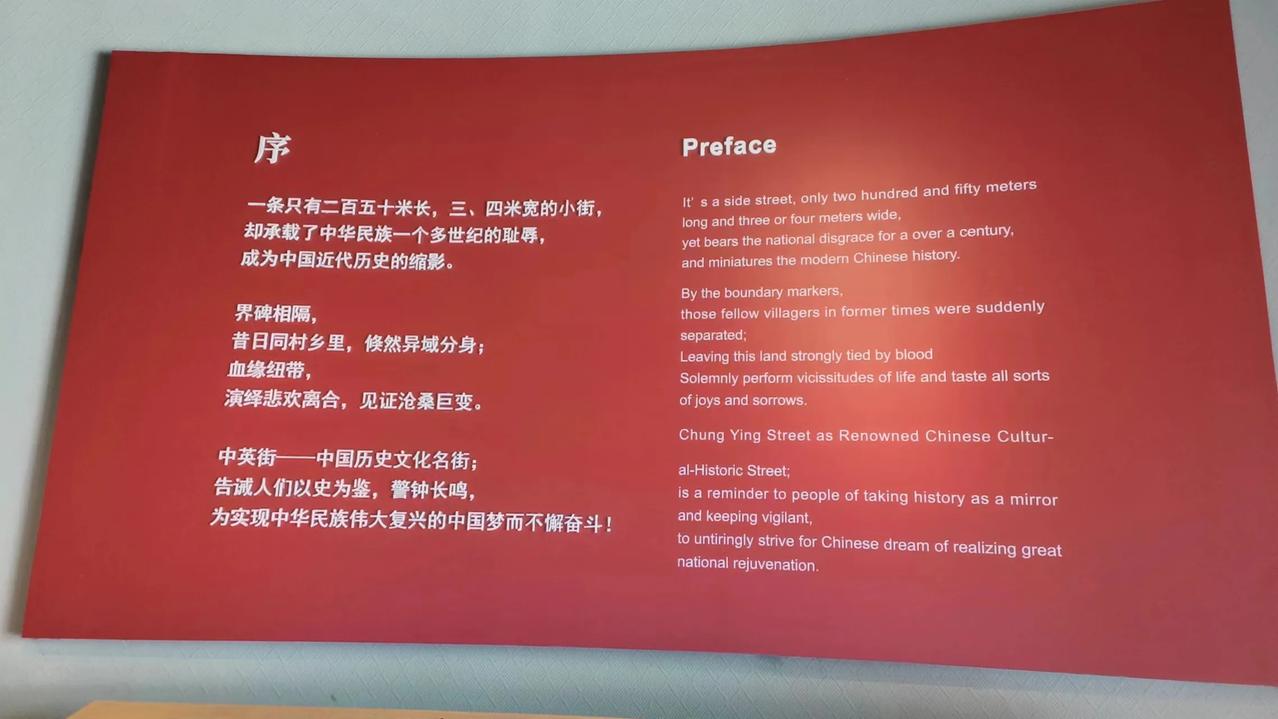 序
一条只有二百五十米长，三、四米宽的小街，
却承载了中华民族一个多世纪的耻辱，
成为中国近代历史的缩影。
界碑相隔，
昔日同村乡里，倏然异域分身；
血缘纽带，
演绎悲欢离合，见证沧桑巨变。
中英街——中国历史文化名街；
告诫人们以史为鉴，警钟长鸣，
为实现中华民族伟大复兴的中国梦而不懈奋斗！
Preface
It's a side street, only two hundred and fifty meters
long and three or four meters wide,
yet bears the national disgrace for a over a century,
and miniatures the modern Chinese history.
By the boundary markers,
those fellow villagers in former times were suddenly
separated;
Leaving this land strongly tied by blood
Solemnly perform vicissitudes of life and taste all sorts
of joys and sorrows.
Chung Ying Street as Renowned Chinese Cultur-
al-Historic Street;
is a reminder to people of taking history as a mirror
and keeping vigilant,
to untiringly strive for Chinese dream of realizing great
national rejuvenation.